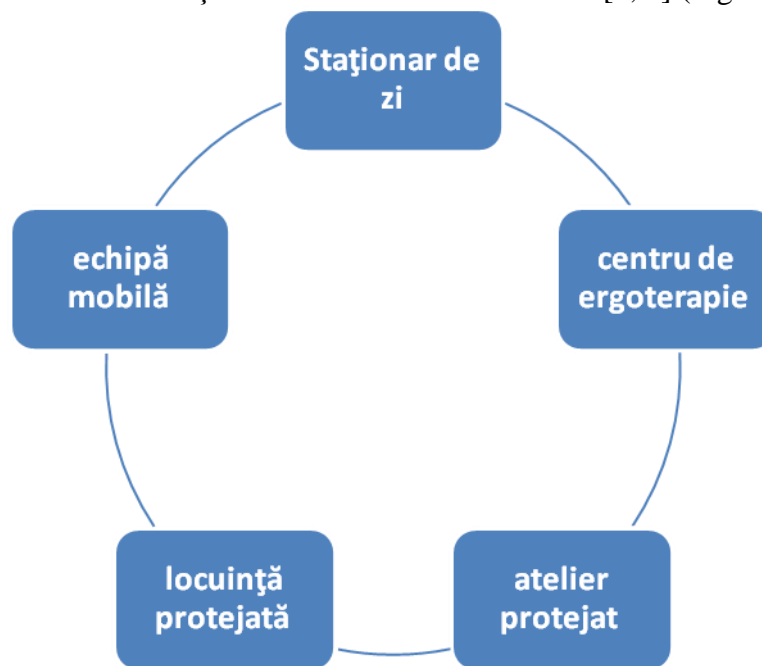 Staţionar de
zi
centru de
ergoterapie
atelier
protejat
locuinţă
protejată
echipă
mobilă